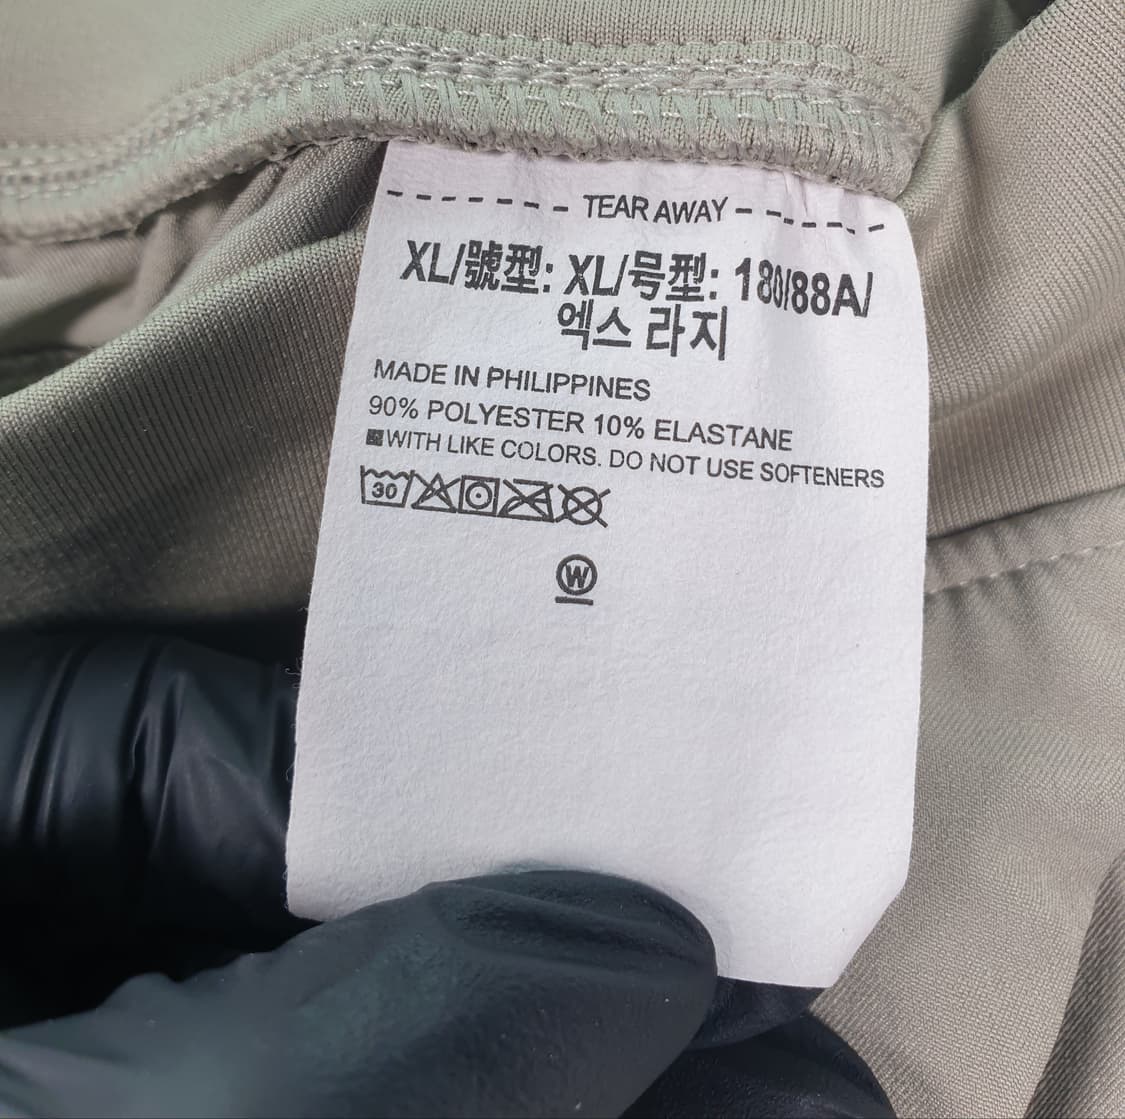 TEAR AWAY
XL/號型: XL/号型: 180/88A/
엑스 라지
MADE IN PHILIPPINES
90% POLYESTER 10% ELASTANE
WITH LIKE COLORS. DO NOT USE SOFTENERS
30
W